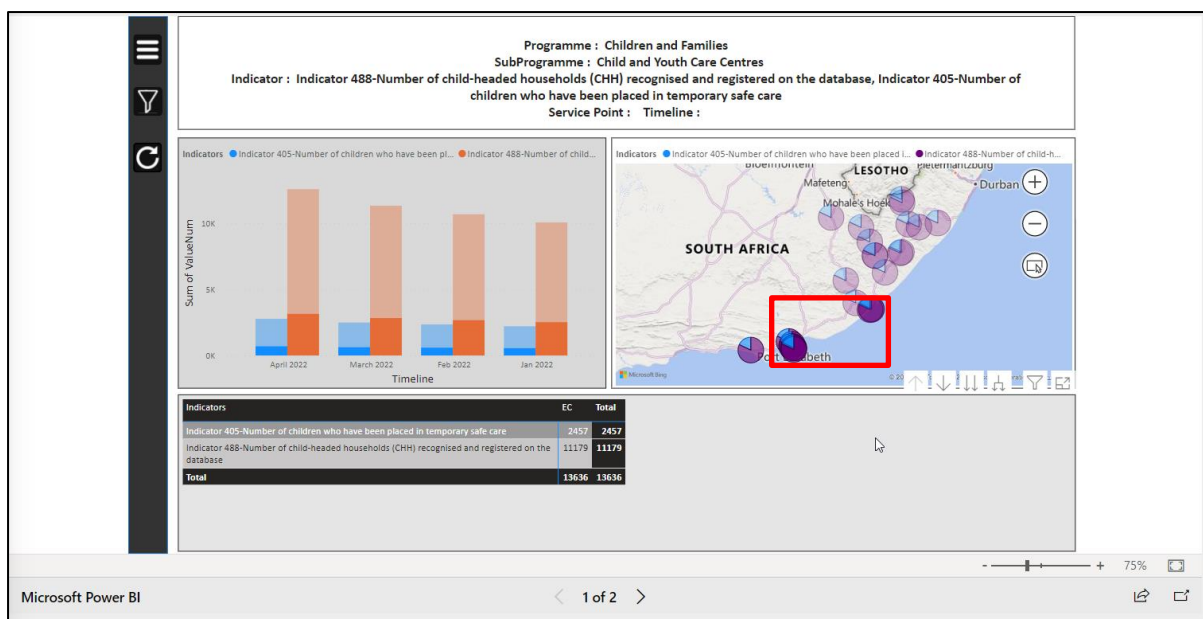 Programme : Children and Families
SubProgramme : Child and Youth Care Centres
Indicator : Indicator 488-Number of child-headed households (CHH) recognised and registered on the database, Indicator 405-Number of
children who have been placed in temporary safe care
Service Point : Timeline :
Indicators Indicator 405-Number of children who have been pl... Indicator 488-Number of child...
10K
5K
0K
Sum of ValueNum
April 2022 March 2022 Feb 2022 Jan 2022
Timeline
Indicators Indicator 405-Number of children who have been placed i... Indicator 488-Number of child-h...
Bloemfontein
Pietermaritzburg
LESOTHO
Mafeteng
Durban
Mohale's Hoek
SOUTH AFRICA
Port Elizabeth
Microsoft Bing
Indicators EC Total
Indicator 405-Number of children who have been placed in temporary safe care 2457 2457
Indicator 488-Number of child-headed households (CHH) recognised and registered on the 11179 11179
database
Total 13636 13636
75%
Microsoft Power BI
1 of 2